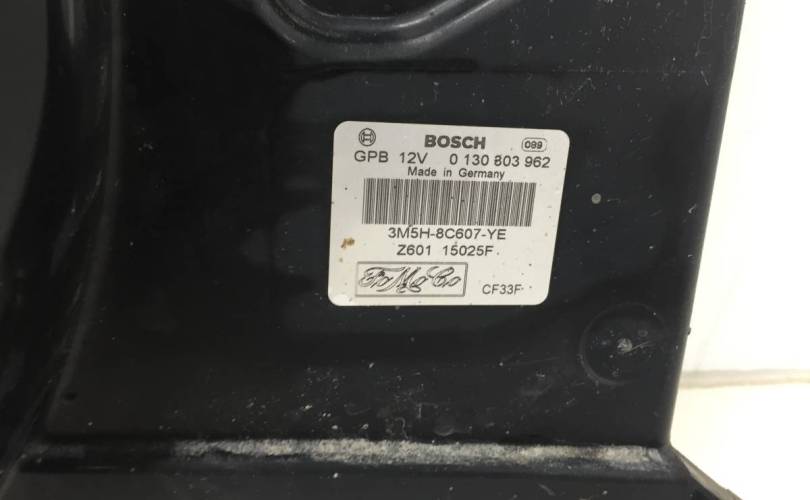 BOSCH 099
GPB 12V 0 130 803 962
Made in Germany
3M5H-8C607-YE
Z601 15025F
FoMoCo CF33F